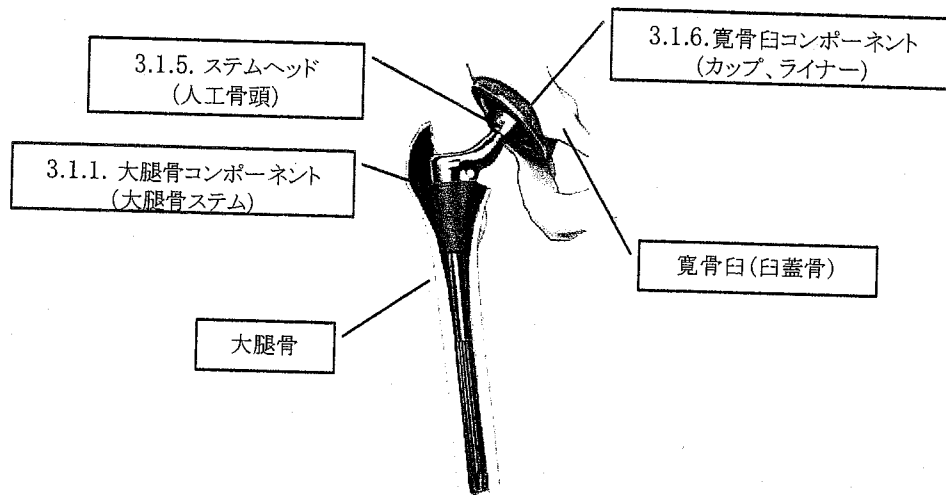 3.1.5. ステムヘッド
(人工骨頭)
3.1.6.寛骨臼コンポーネント
(カップ、ライナー)
3.1.1. 大腿骨コンポーネント
(大腿骨ステム)
寛骨臼(臼蓋骨)
大腿骨